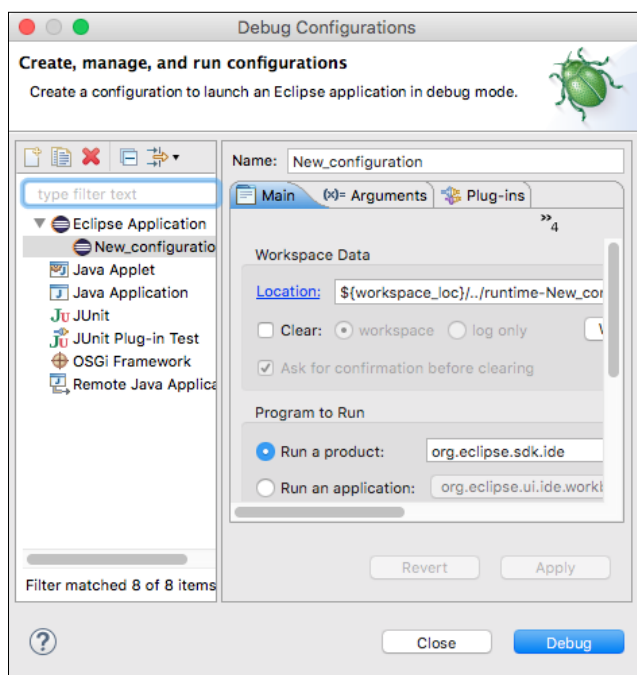 Debug Configurations
Create, manage, and run configurations
Create a configuration to launch an Eclipse application in debug mode.
type filter text
Eclipse Application
New_configuratio
Java Applet
Java Application
JUnit
JUnit Plug-in Test
OSGi Framework
Remote Java Applica
Filter matched 8 of 8 items
Name: New_configuration
Main (x)= Arguments Plug-ins
»4
Workspace Data
Location: ${workspace_loc}/../runtime-New_cor
Clear: workspace log only
Ask for confirmation before clearing
Program to Run
Run a product: org.eclipse.sdk.ide
Run an application: org.eclipse.ui.ide.workb
Revert Apply
? Close Debug